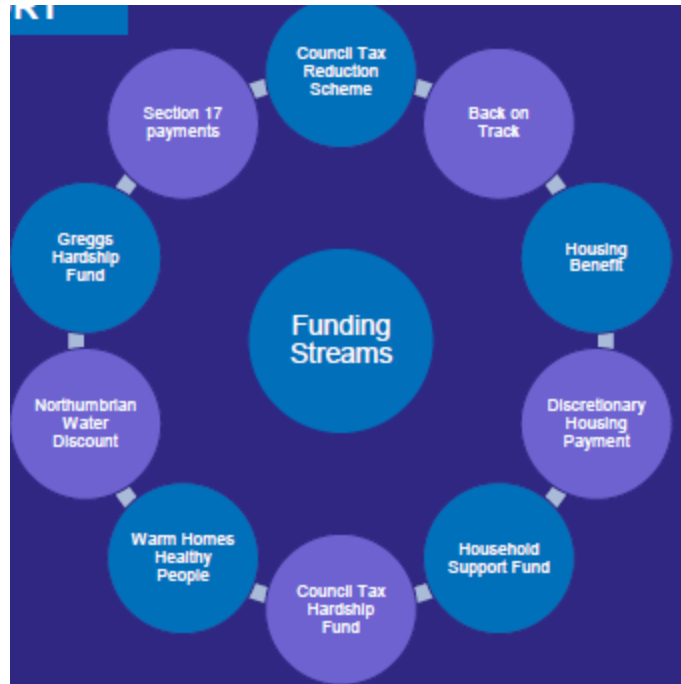 Council Tax
Reduction
Scheme
Back on
Track
Housing
Benefit
Discretionary
Housing
Payment
Household
Support Fund
Council Tax
Hardship
Fund
Warm Homes
Healthy
People
Northumbrian
Water
Discount
Greggs
Hardship
Fund
Section 17
payments
Funding
Streams